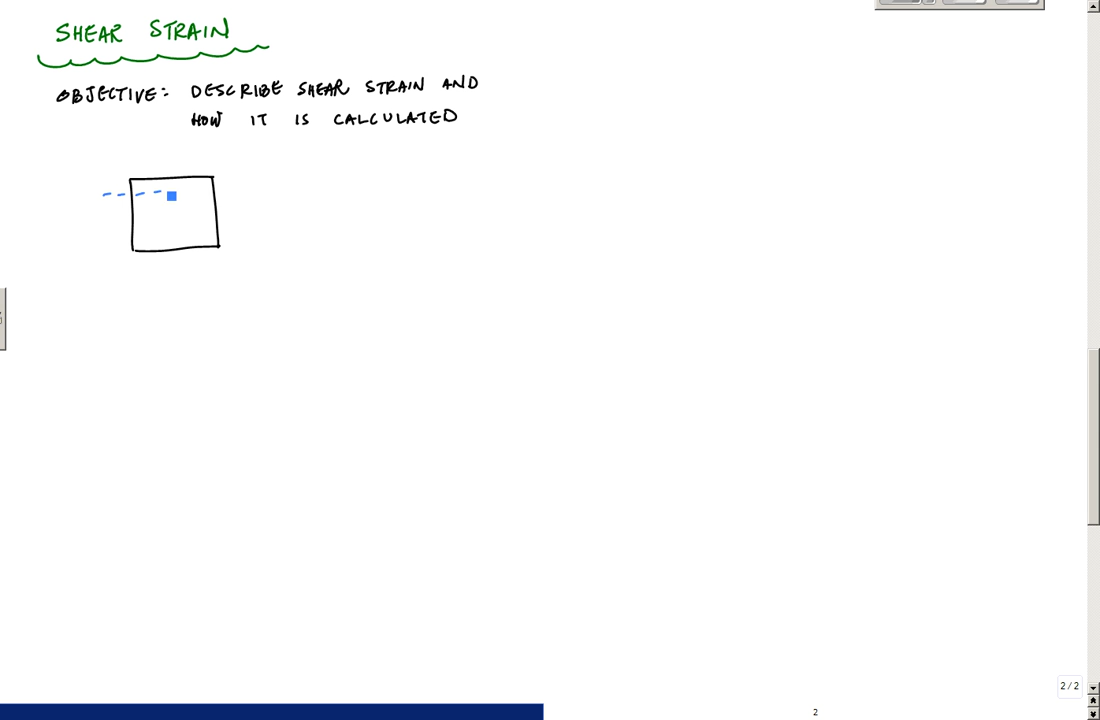 SHEAR STRAIN
OBJECTIVE: DESCRIBE SHEAR STRAIN AND
HOW IT IS CALCULATED
2/2
2